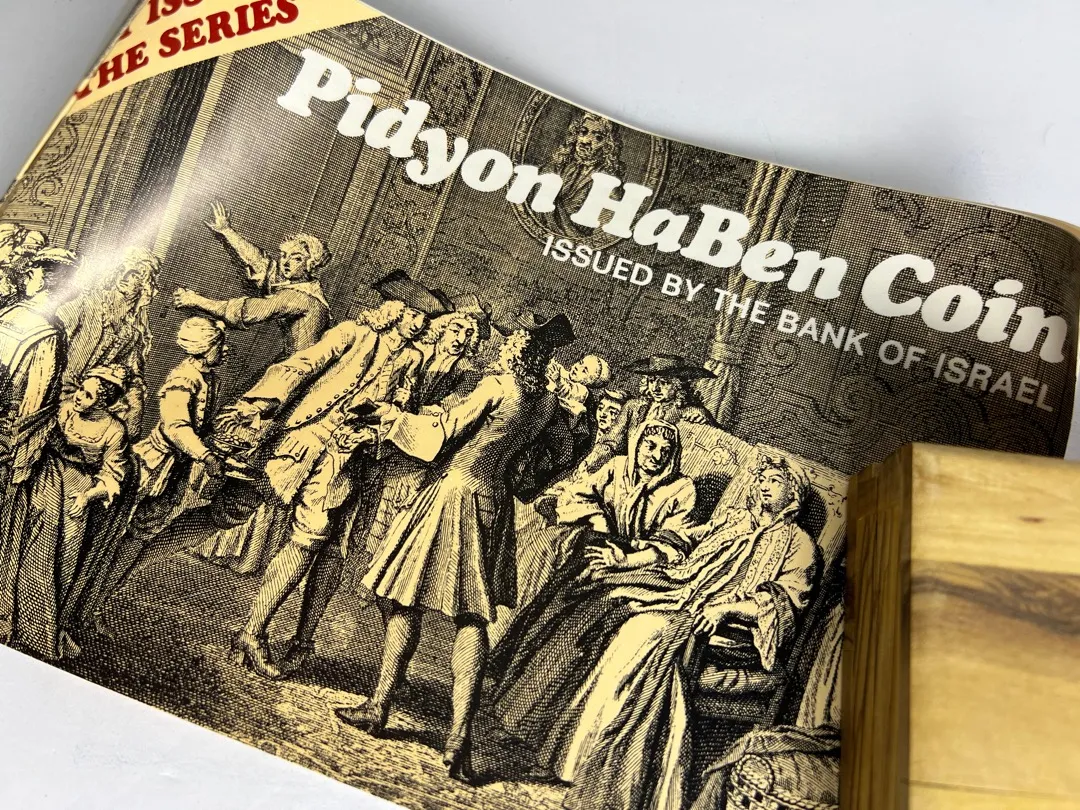 THE SERIES
Pidyon HaBen Coin
ISSUED BY THE BANK OF ISRAEL